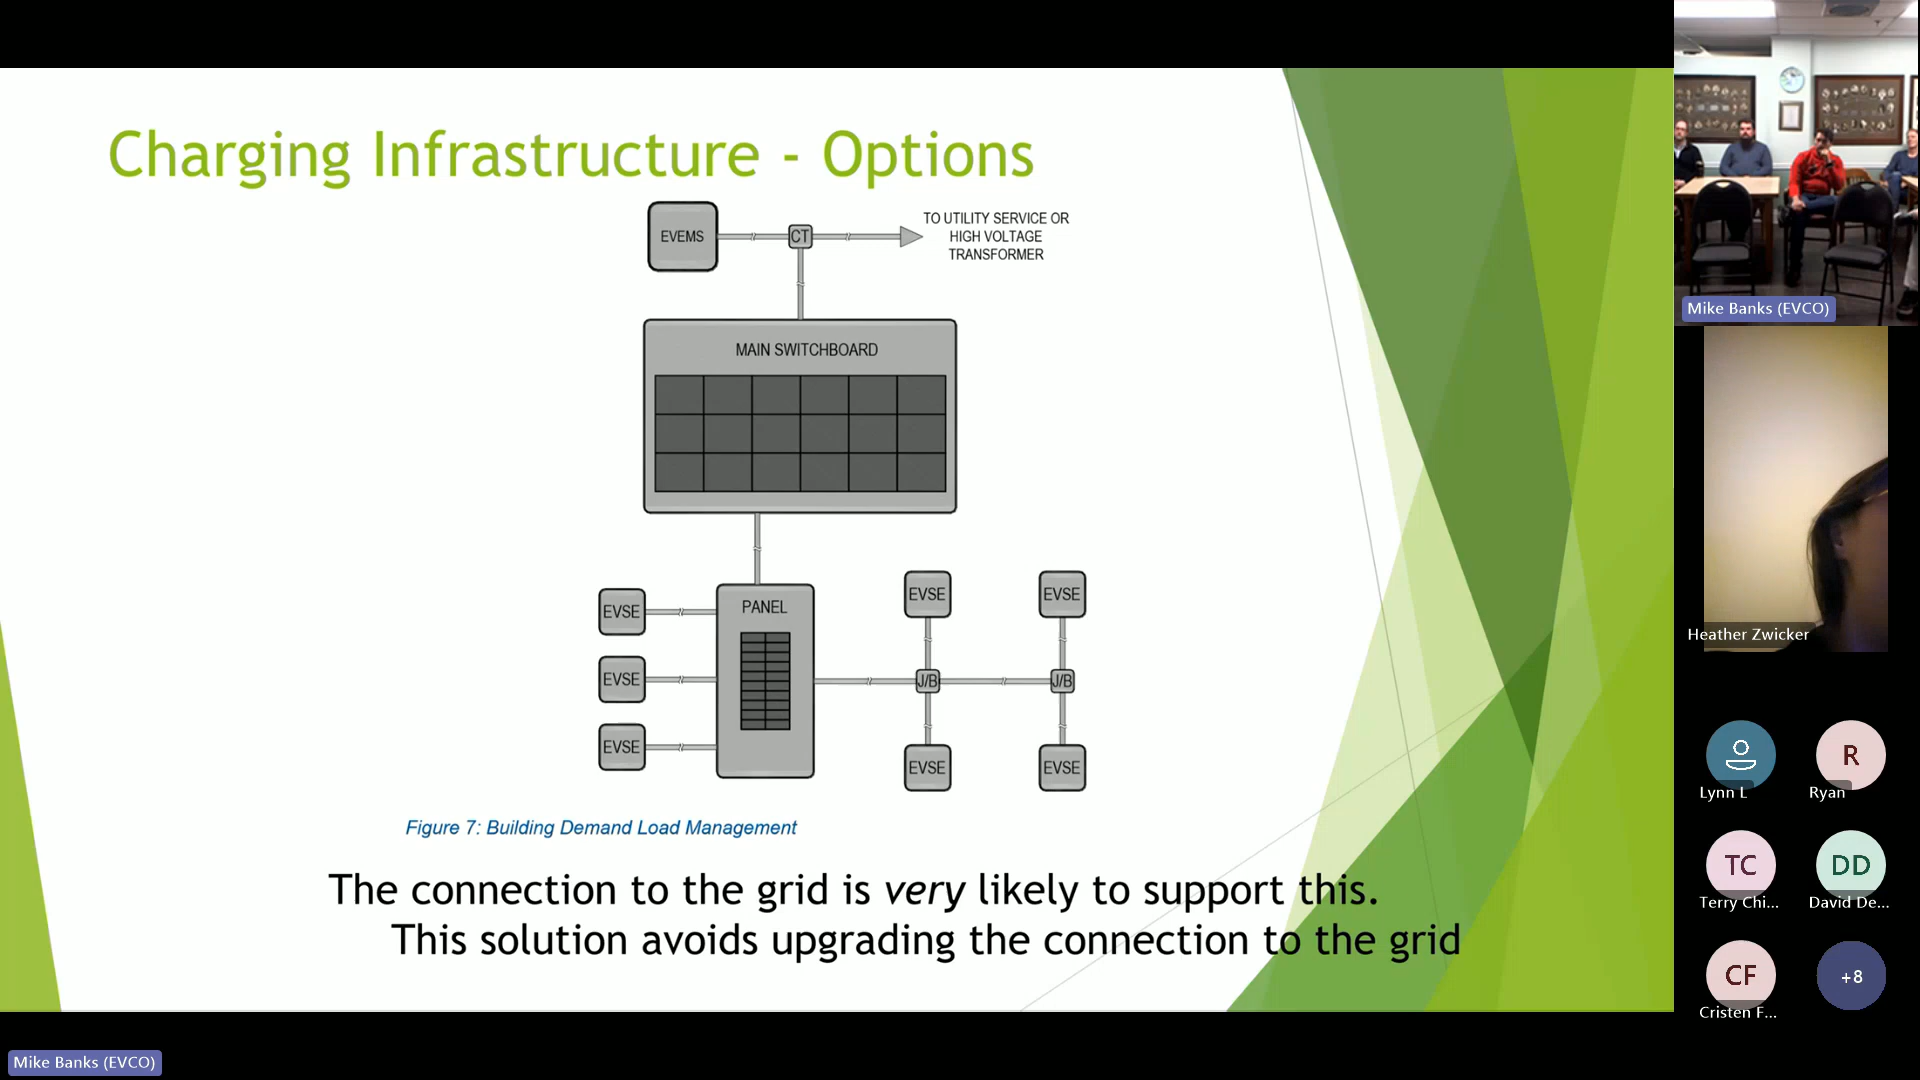 Charging Infrastructure - Options
EVEMS
CT
TO UTILITY SERVICE OR
HIGH VOLTAGE
TRANSFORMER
MAIN SWITCHBOARD
PANEL
EVSE
EVSE
EVSE
EVSE
EVSE
J/B
J/B
EVSE
EVSE
Figure 7: Building Demand Load Management
The connection to the grid is very likely to support this.
This solution avoids upgrading the connection to the grid
Mike Banks (EVCO)
Mike Banks (EVCO)
Heather Zwicker
Lynn L
R
Ryan
TC
Terry Chi...
DD
David De...
CF
Cristen F...
+8